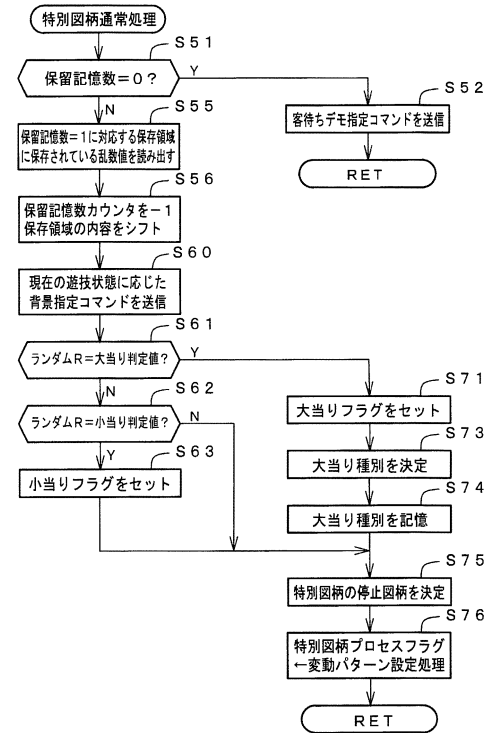 特別図柄通常処理
S51
保留記憶数=0?
Y
N
S52
客待ちデモ指定コマンドを送信
RET
S55
保留記憶数=1に対応する保存領域
に保存されている乱数値を読み出す
S56
保留記憶数カウンタを-1
保存領域の内容をシフト
S60
現在の遊技状態に応じた
背景指定コマンドを送信
S61
ランダムR=大当り判定値?
Y
N
S62
ランダムR=小当り判定値?
N
Y
S63
小当りフラグをセット
S71
大当りフラグをセット
S73
大当り種別を決定
S74
大当り種別を記憶
S75
特別図柄の停止図柄を決定
S76
特別図柄プロセスフラグ
←変動パターン設定処理
RET